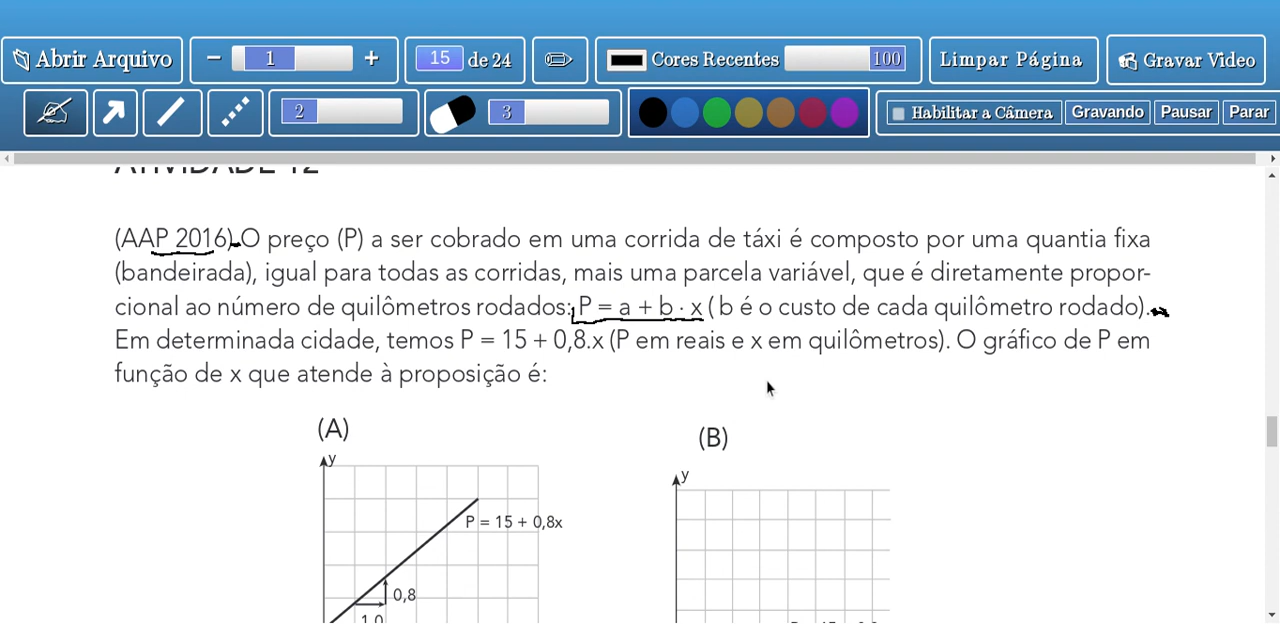 Abrir Arquivo − 1 + 15 de 24 Cores Recentes 100 Limpar Página Gravar Video
2 3 Habilitar a Câmera Gravando Pausar Parar
ATIVIDADE 12
(AAP 2016) O preço (P) a ser cobrado em uma corrida de táxi é composto por uma quantia fixa
(bandeirada), igual para todas as corridas, mais uma parcela variável, que é diretamente propor-
cional ao número de quilômetros rodados: P = a + b · x ( b é o custo de cada quilômetro rodado).
Em determinada cidade, temos P = 15 + 0,8.x (P em reais e x em quilômetros). O gráfico de P em
função de x que atende à proposição é:
(A)
(B)
y
y
P = 15 + 0,8x
0,8
1,0